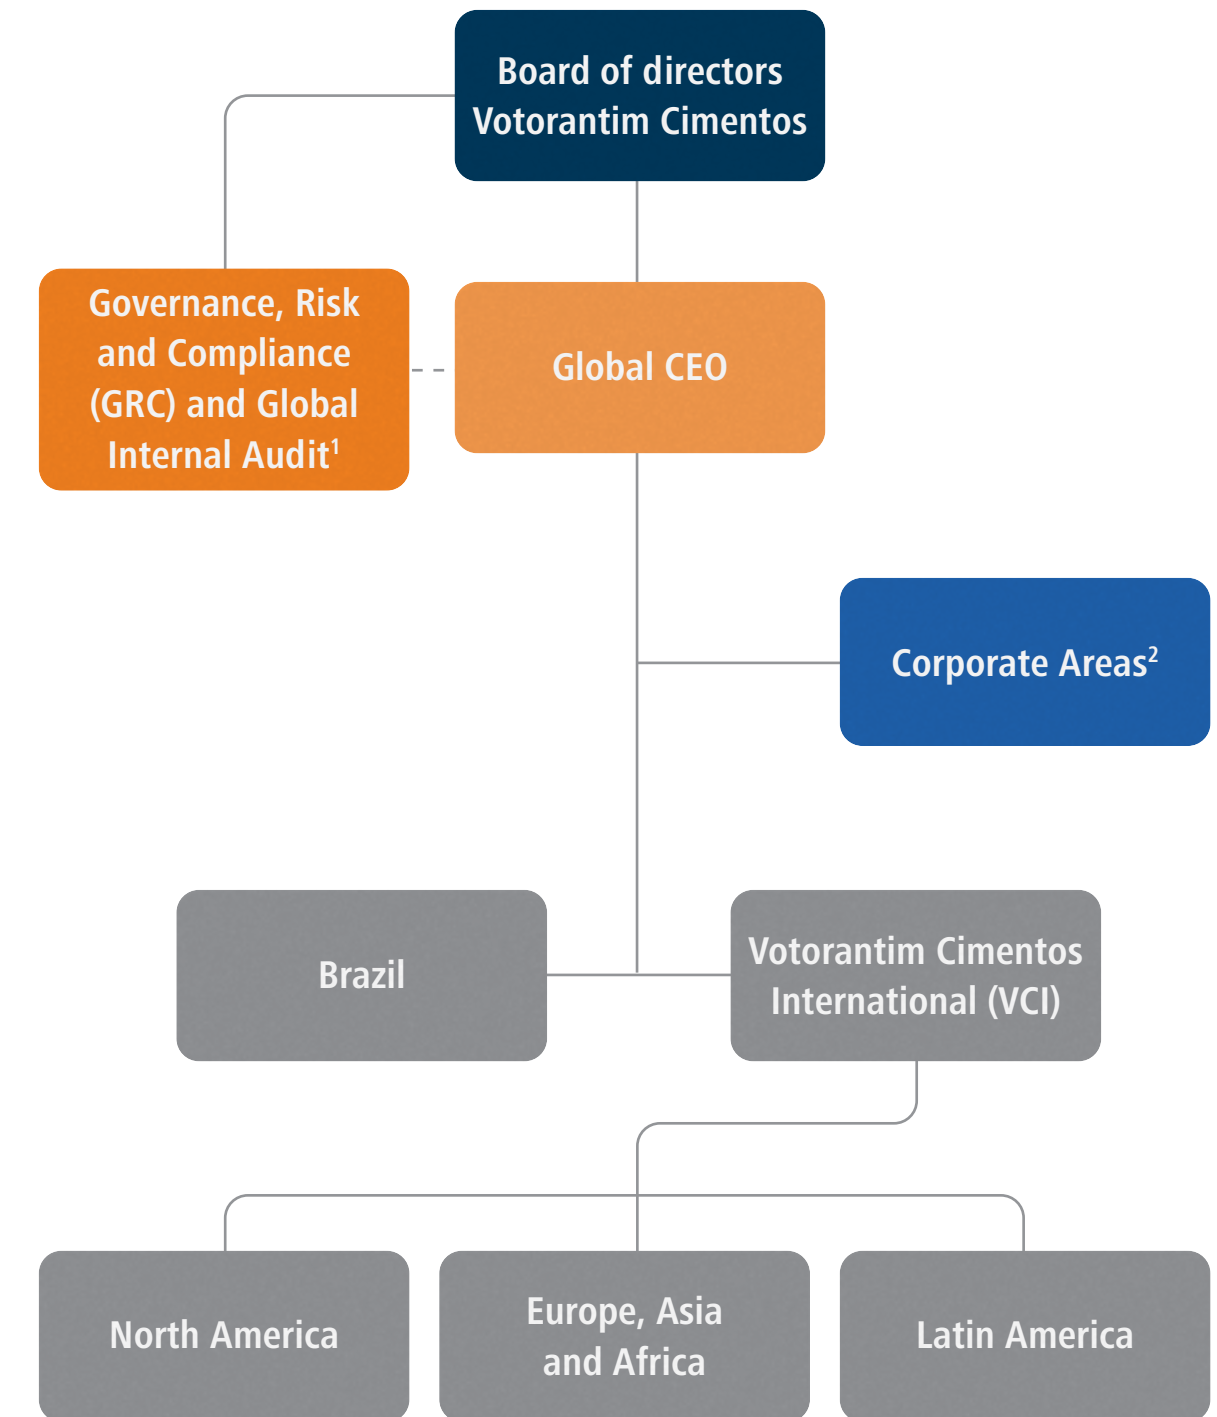 Board of directors
Votorantim Cimentos
Governance, Risk
and Compliance
(GRC) and Global
Internal Audit¹
Global CEO
Corporate Areas²
Brazil
Votorantim Cimentos
International (VCI)
North America
Europe, Asia
and Africa
Latin America